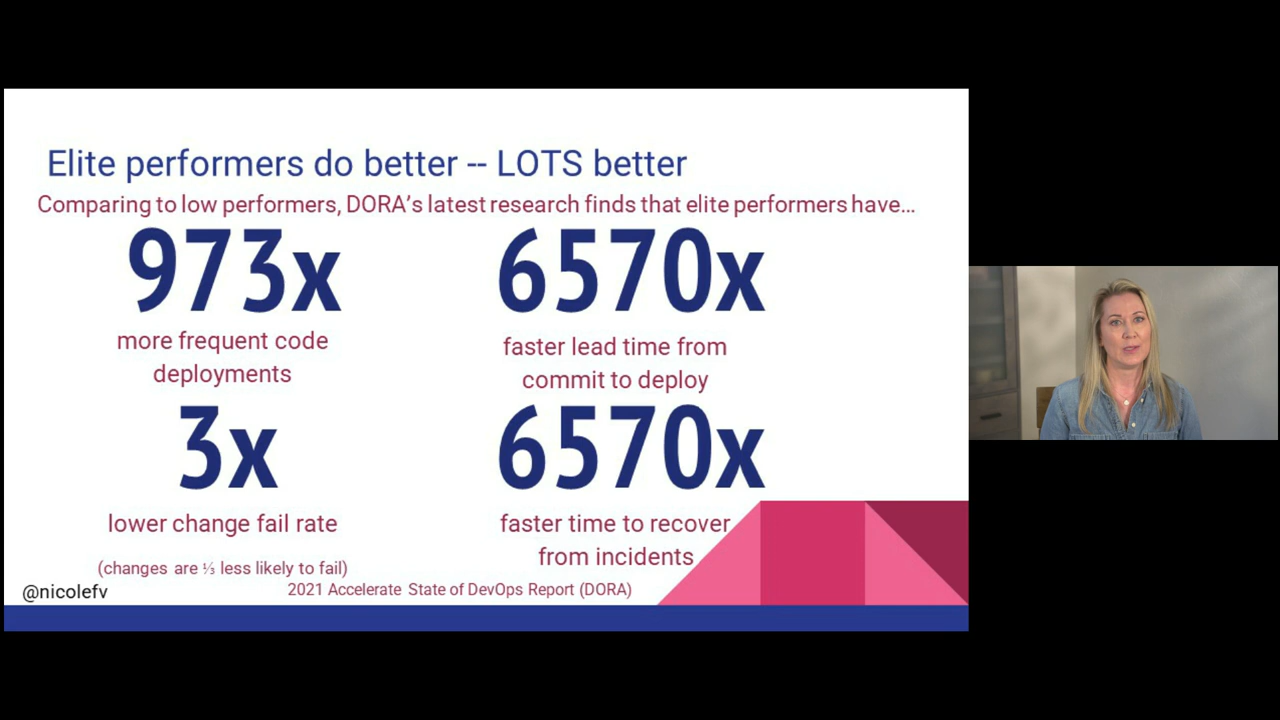 Elite performers do better -- LOTS better
Comparing to low performers, DORA's latest research finds that elite performers have...
973x
more frequent code
deployments
6570x
faster lead time from
commit to deploy
3x
lower change fail rate
(changes are ⅓ less likely to fail)
6570x
faster time to recover
from incidents
@nicolefv
2021 Accelerate State of DevOps Report (DORA)